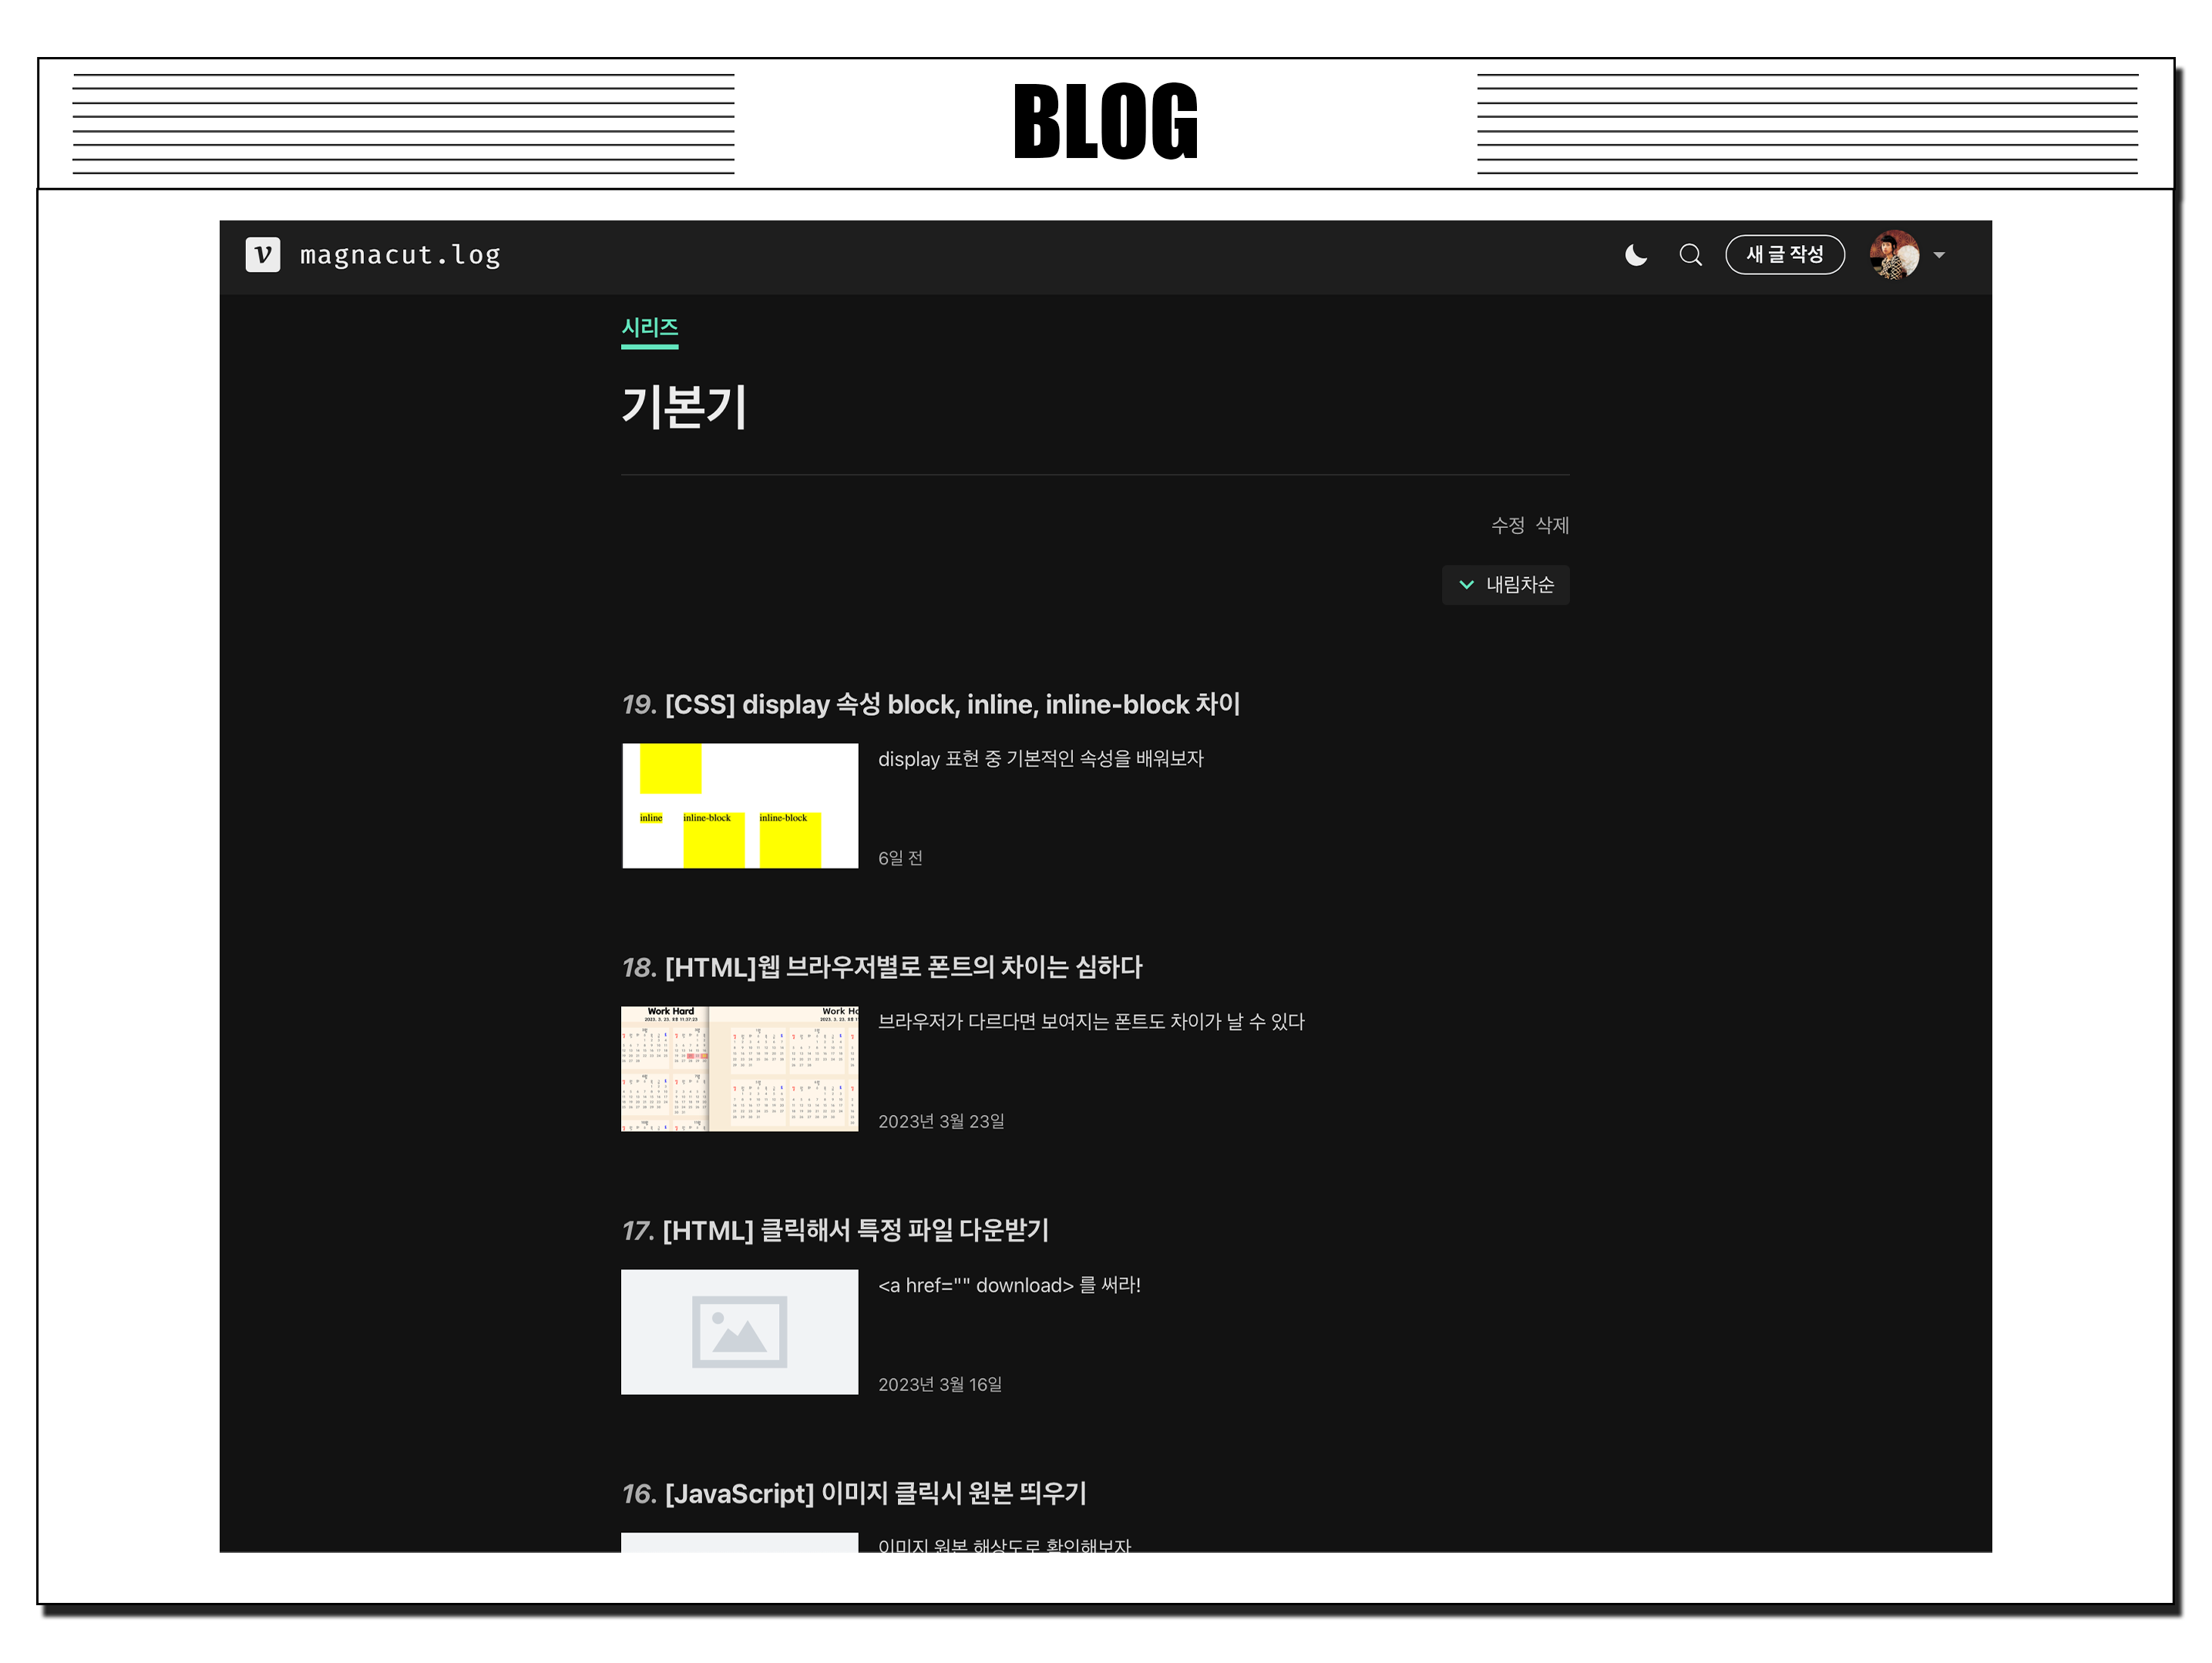 BLOG
v magnacut.log
새 글 작성
시리즈
기본기
수정 삭제
내림차순
19. [CSS] display 속성 block, inline, inline-block 차이
display 표현 중 기본적인 속성을 배워보자
inline inline-block inline-block
6일 전
18. [HTML]웹 브라우저별로 폰트의 차이는 심하다
Work Hard
브라우저가 다르다면 보여지는 폰트도 차이가 날 수 있다
2023년 3월 23일
17. [HTML] 클릭해서 특정 파일 다운받기
<a href="" download> 를 써라!
2023년 3월 16일
16. [JavaScript] 이미지 클릭시 원본 띄우기
이미지 원본 해상도로 확인해보자